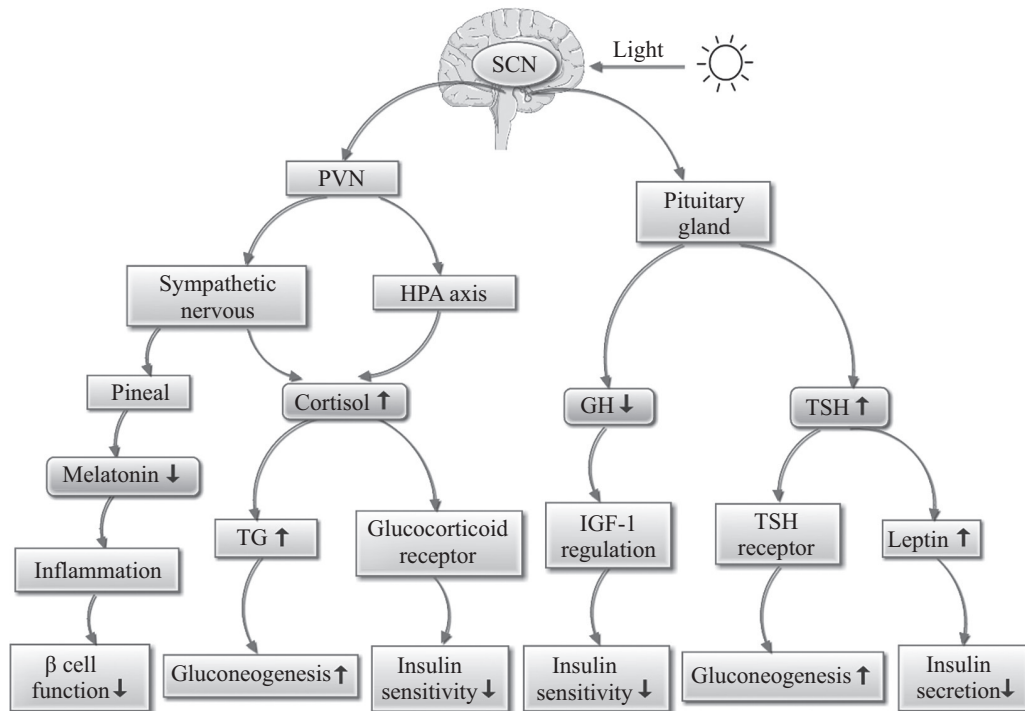 SCN
Light
PVN
Pituitary
gland
Sympathetic
nervous
HPA axis
Pineal
Cortisol ↑
GH ↓
TSH ↑
Melatonin ↓
TG ↑
Glucocorticoid
receptor
IGF-1
regulation
TSH
receptor
Leptin ↑
Inflammation
β cell
function ↓
Gluconeogenesis ↑
Insulin
sensitivity ↓
Insulin
sensitivity ↓
Gluconeogenesis ↑
Insulin
secretion ↓